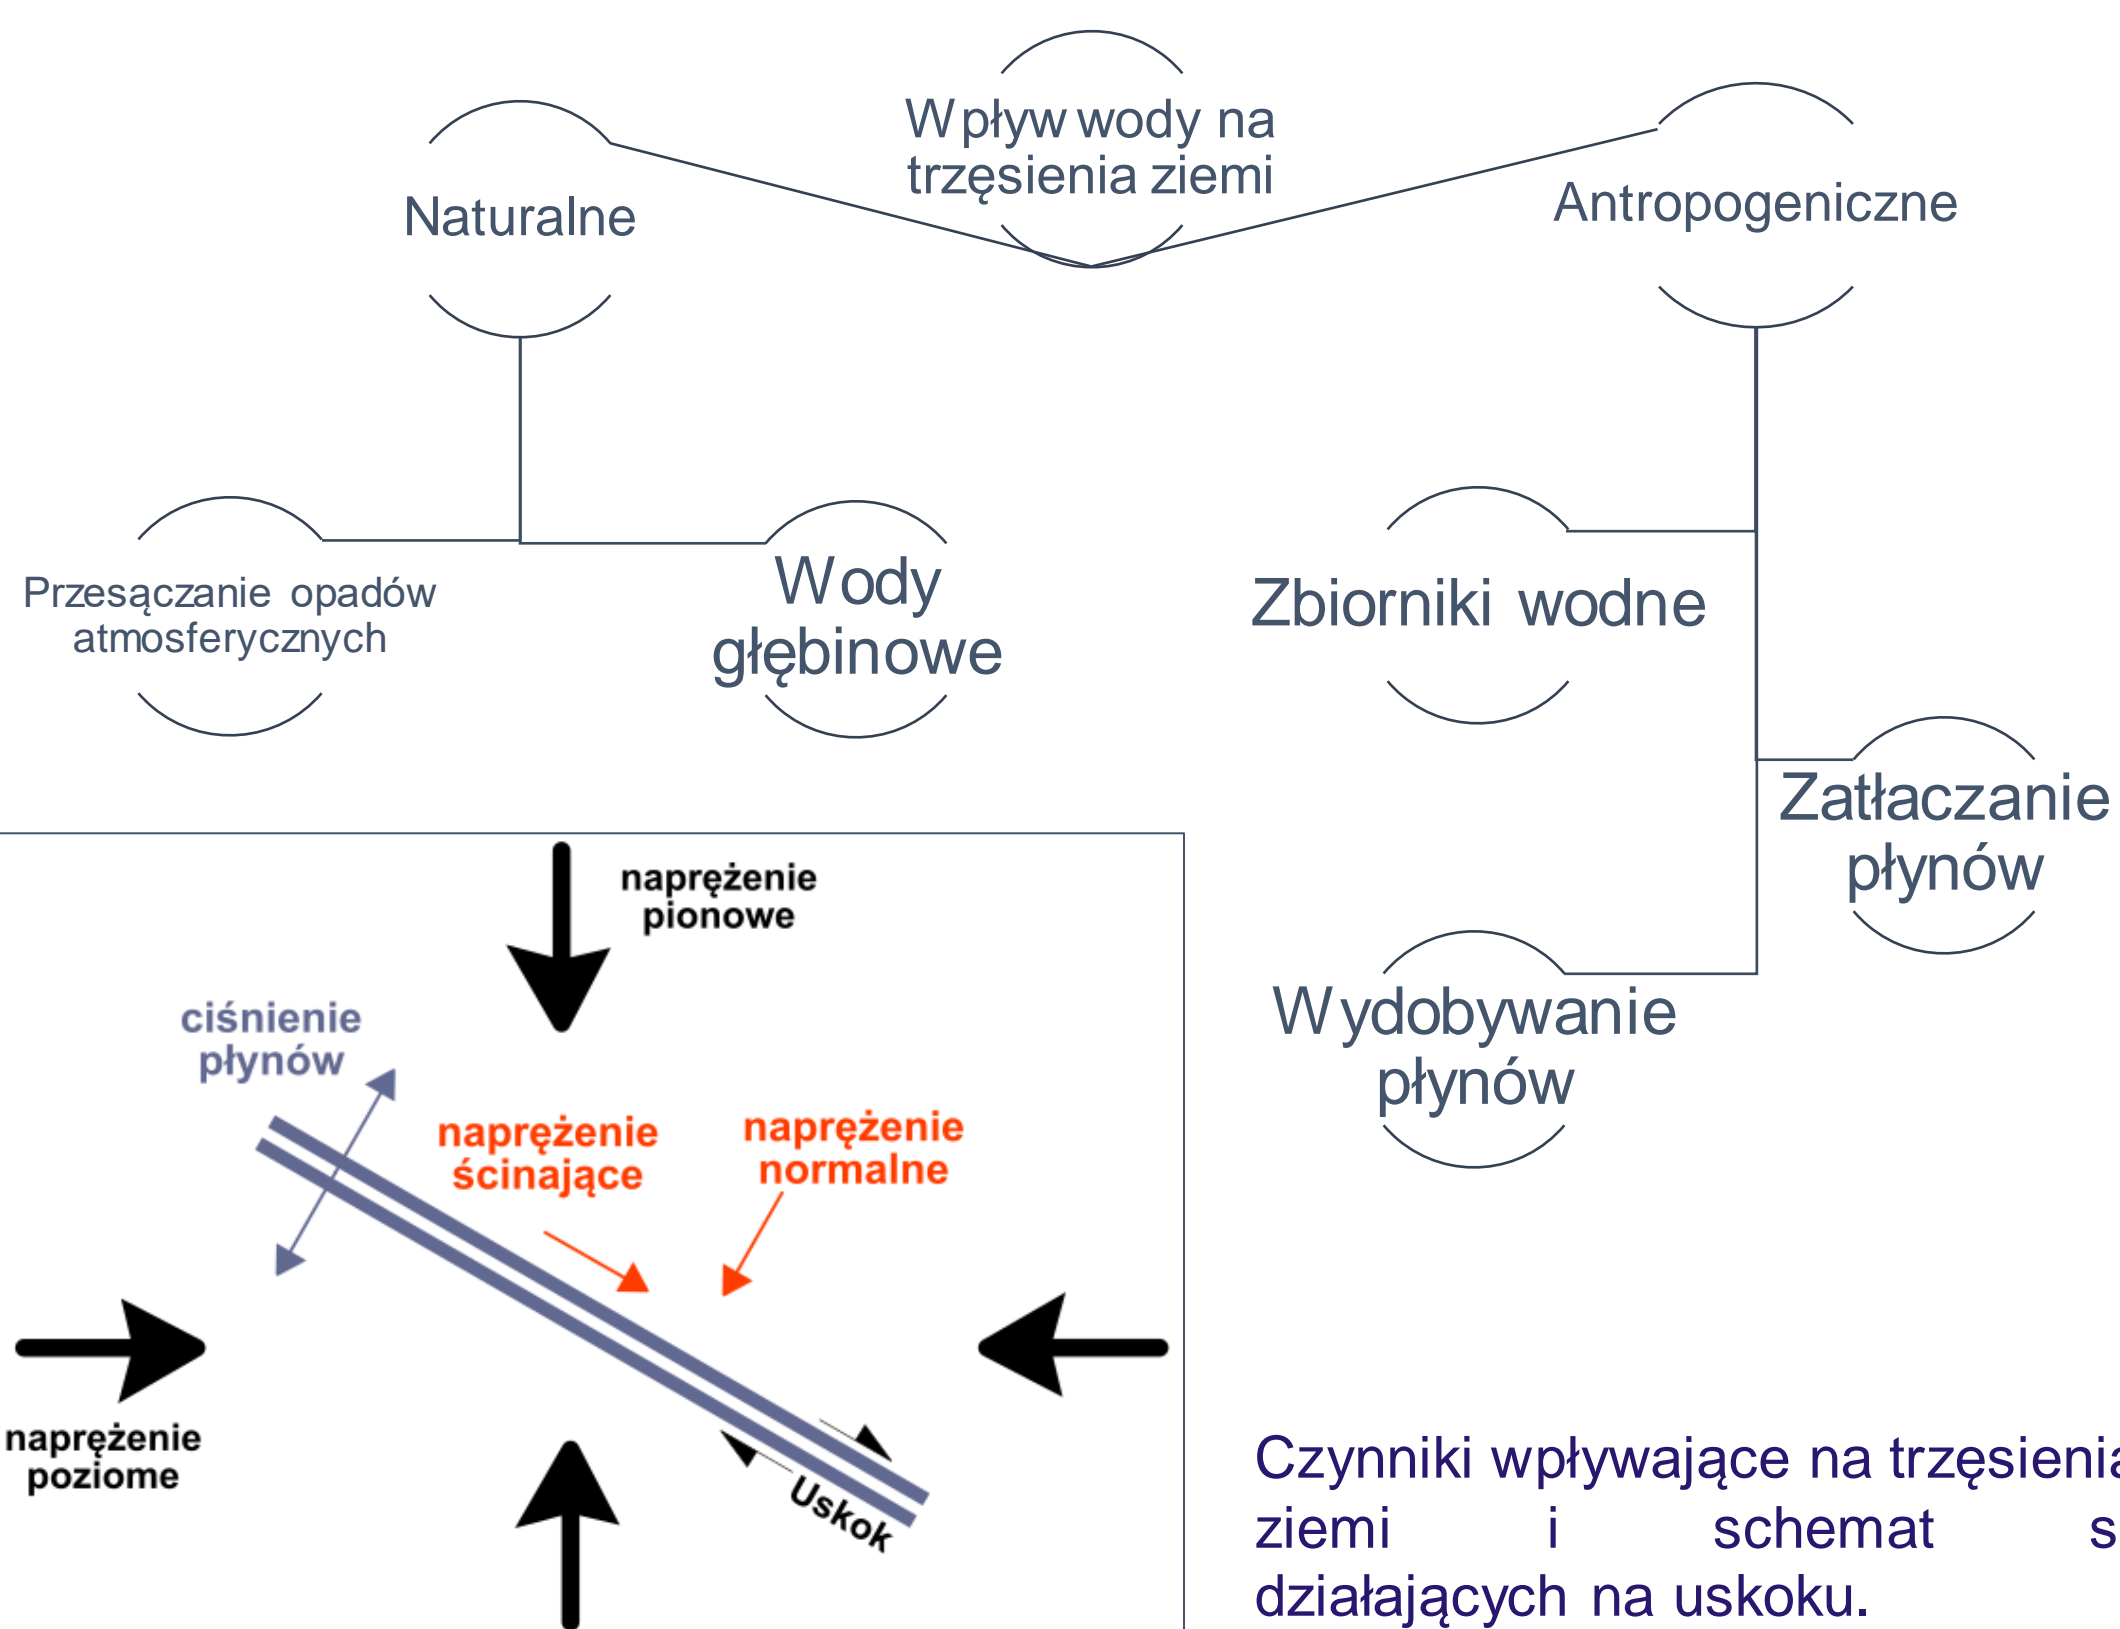 Wpływ wody na
trzęsienia ziemi
Naturalne
Antropogeniczne
Przesączanie opadów
atmosferycznych
Wody
głębinowe
Zbiorniki wodne
Zatłaczanie
płynów
Wydobywanie
płynów
naprężenie
pionowe
ciśnienie
płynów
naprężenie
ścinające
naprężenie
normalne
naprężenie
poziome
Uskok
Czynniki wpływające na trzęsienia
ziemi i schemat
działających na uskoku.